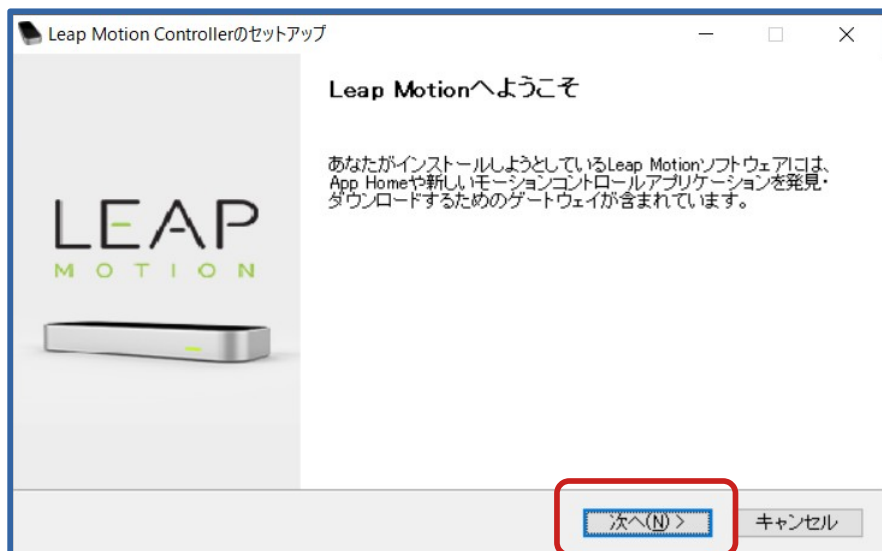 Leap Motion Controllerのセットアップ
Leap Motionへようこそ
あなたがインストールしようとしているLeap Motionソフトウェアには、
App Homeや新しいモーションコントロールアプリケーションを発見・
ダウンロードするためのゲートウェイが含まれています。
LEAP
MOTION
次へ(N) >
キャンセル